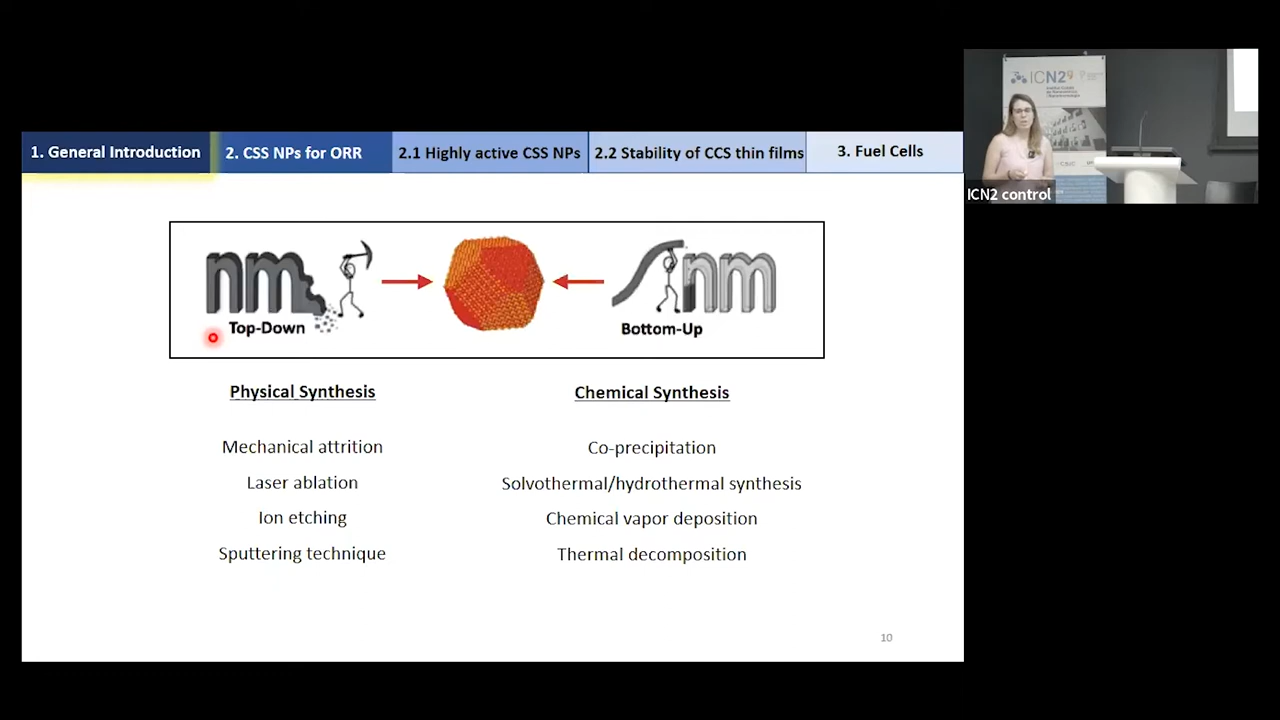 1. General Introduction
2. CSS NPs for ORR
2.1 Highly active CSS NPs
2.2 Stability of CCS thin films
3. Fuel Cells
ICN2
ICN2 control
nm
nm
Top-Down
Bottom-Up
Physical Synthesis
Chemical Synthesis
Mechanical attrition
Co-precipitation
Laser ablation
Solvothermal/hydrothermal synthesis
Ion etching
Chemical vapor deposition
Sputtering technique
Thermal decomposition
10